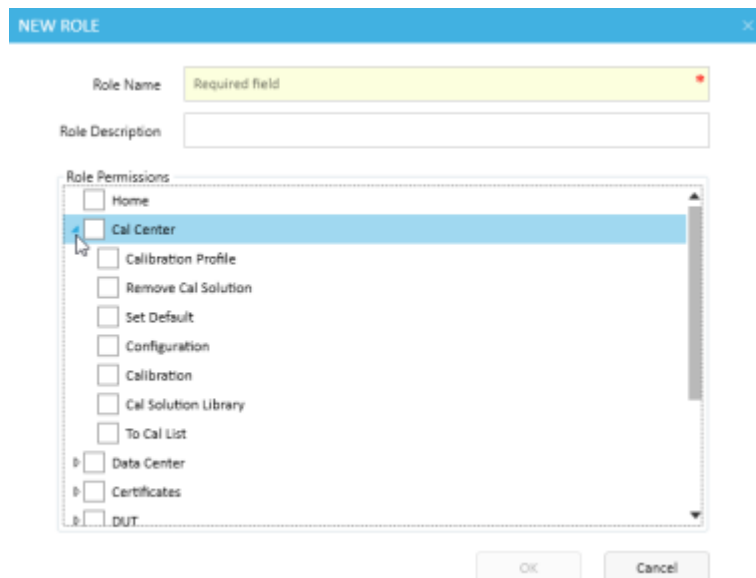 NEW ROLE
Role Name Required field *
Role Description
Role Permissions
Home
Cal Center
Calibration Profile
Remove Cal Solution
Set Default
Configuration
Calibration
Cal Solution Library
To Cal List
Data Center
Certificates
DUT
OK Cancel